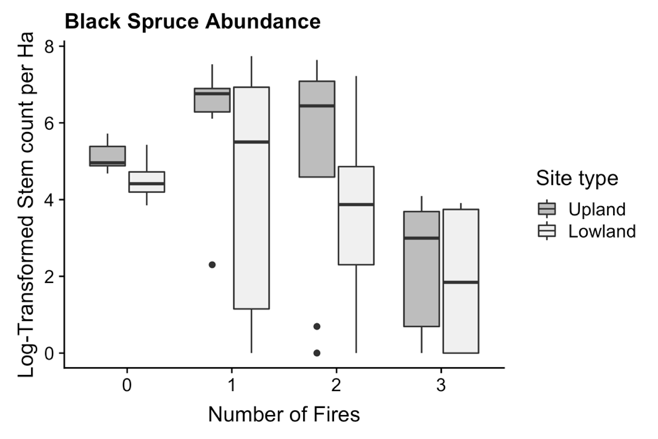 Black Spruce Abundance
Log-Transformed Stem count per Ha
8
6
4
2
0
0 1 2 3
Number of Fires
Site type
Upland
Lowland